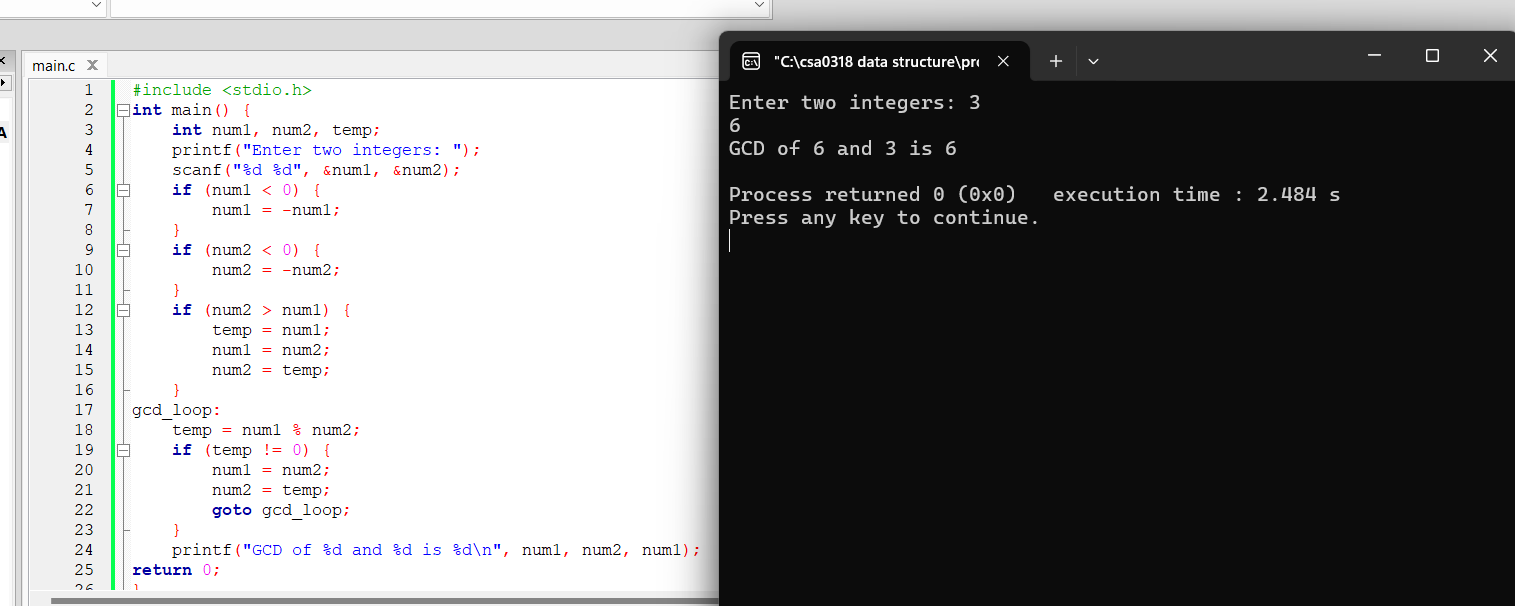 main.c
1 #include <stdio.h>
2 int main() {
3 int num1, num2, temp;
4 printf("Enter two integers: ");
5 scanf("%d %d", &num1, &num2);
6 if (num1 < 0) {
7 num1 = -num1;
8 }
9 if (num2 < 0) {
10 num2 = -num2;
11 }
12 if (num2 > num1) {
13 temp = num1;
14 num1 = num2;
15 num2 = temp;
16 }
17 gcd_loop:
18 temp = num1 % num2;
19 if (temp != 0) {
20 num1 = num2;
21 num2 = temp;
22 goto gcd_loop;
23 }
24 printf("GCD of %d and %d is %d\n", num1, num2, num1);
25 return 0;
26 }
"C:\csa0318 data structure\pro
Enter two integers: 3
6
GCD of 6 and 3 is 6
Process returned 0 (0x0) execution time : 2.484 s
Press any key to continue.